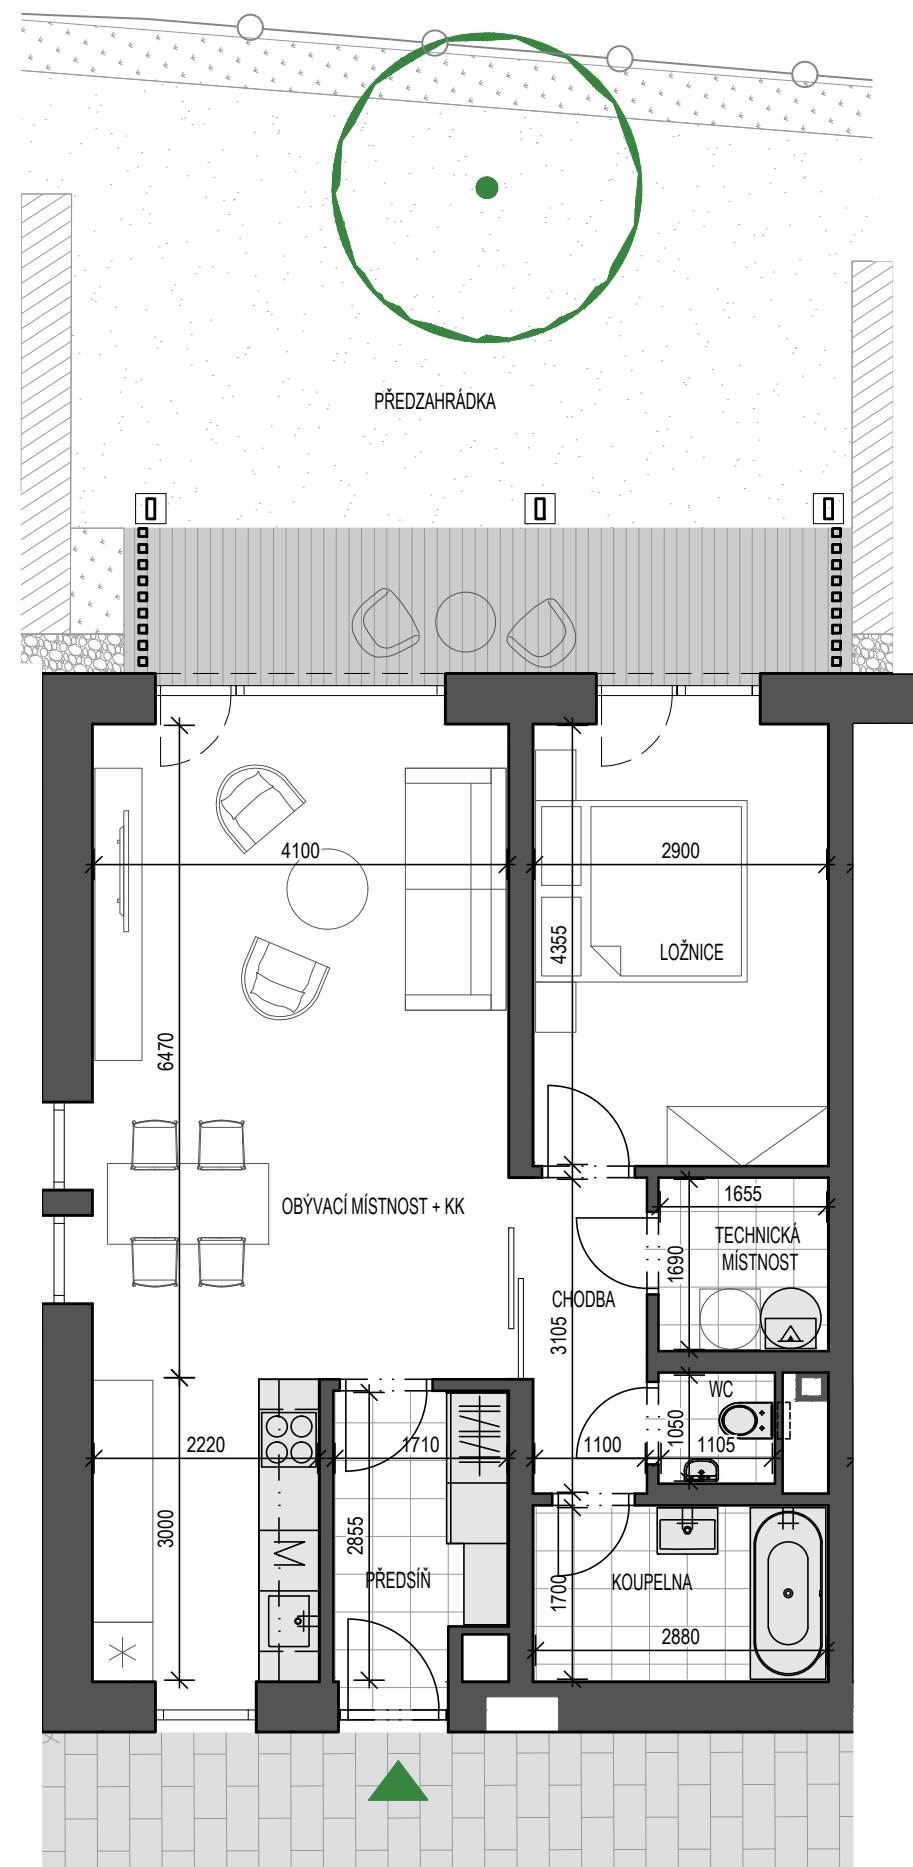 PŘEDZAHRÁDKA
4100
2900
4355
LOŽNICE
6470
1655
OBÝVACÍ MÍSTNOST + KK
TECHNICKÁ
MÍSTNOST
1690
CHODBA
3105
WC
1050
2220
1710
1100
1105
3000
2855
M
PŘEDSÍŇ
1700
KOUPELNA
2880